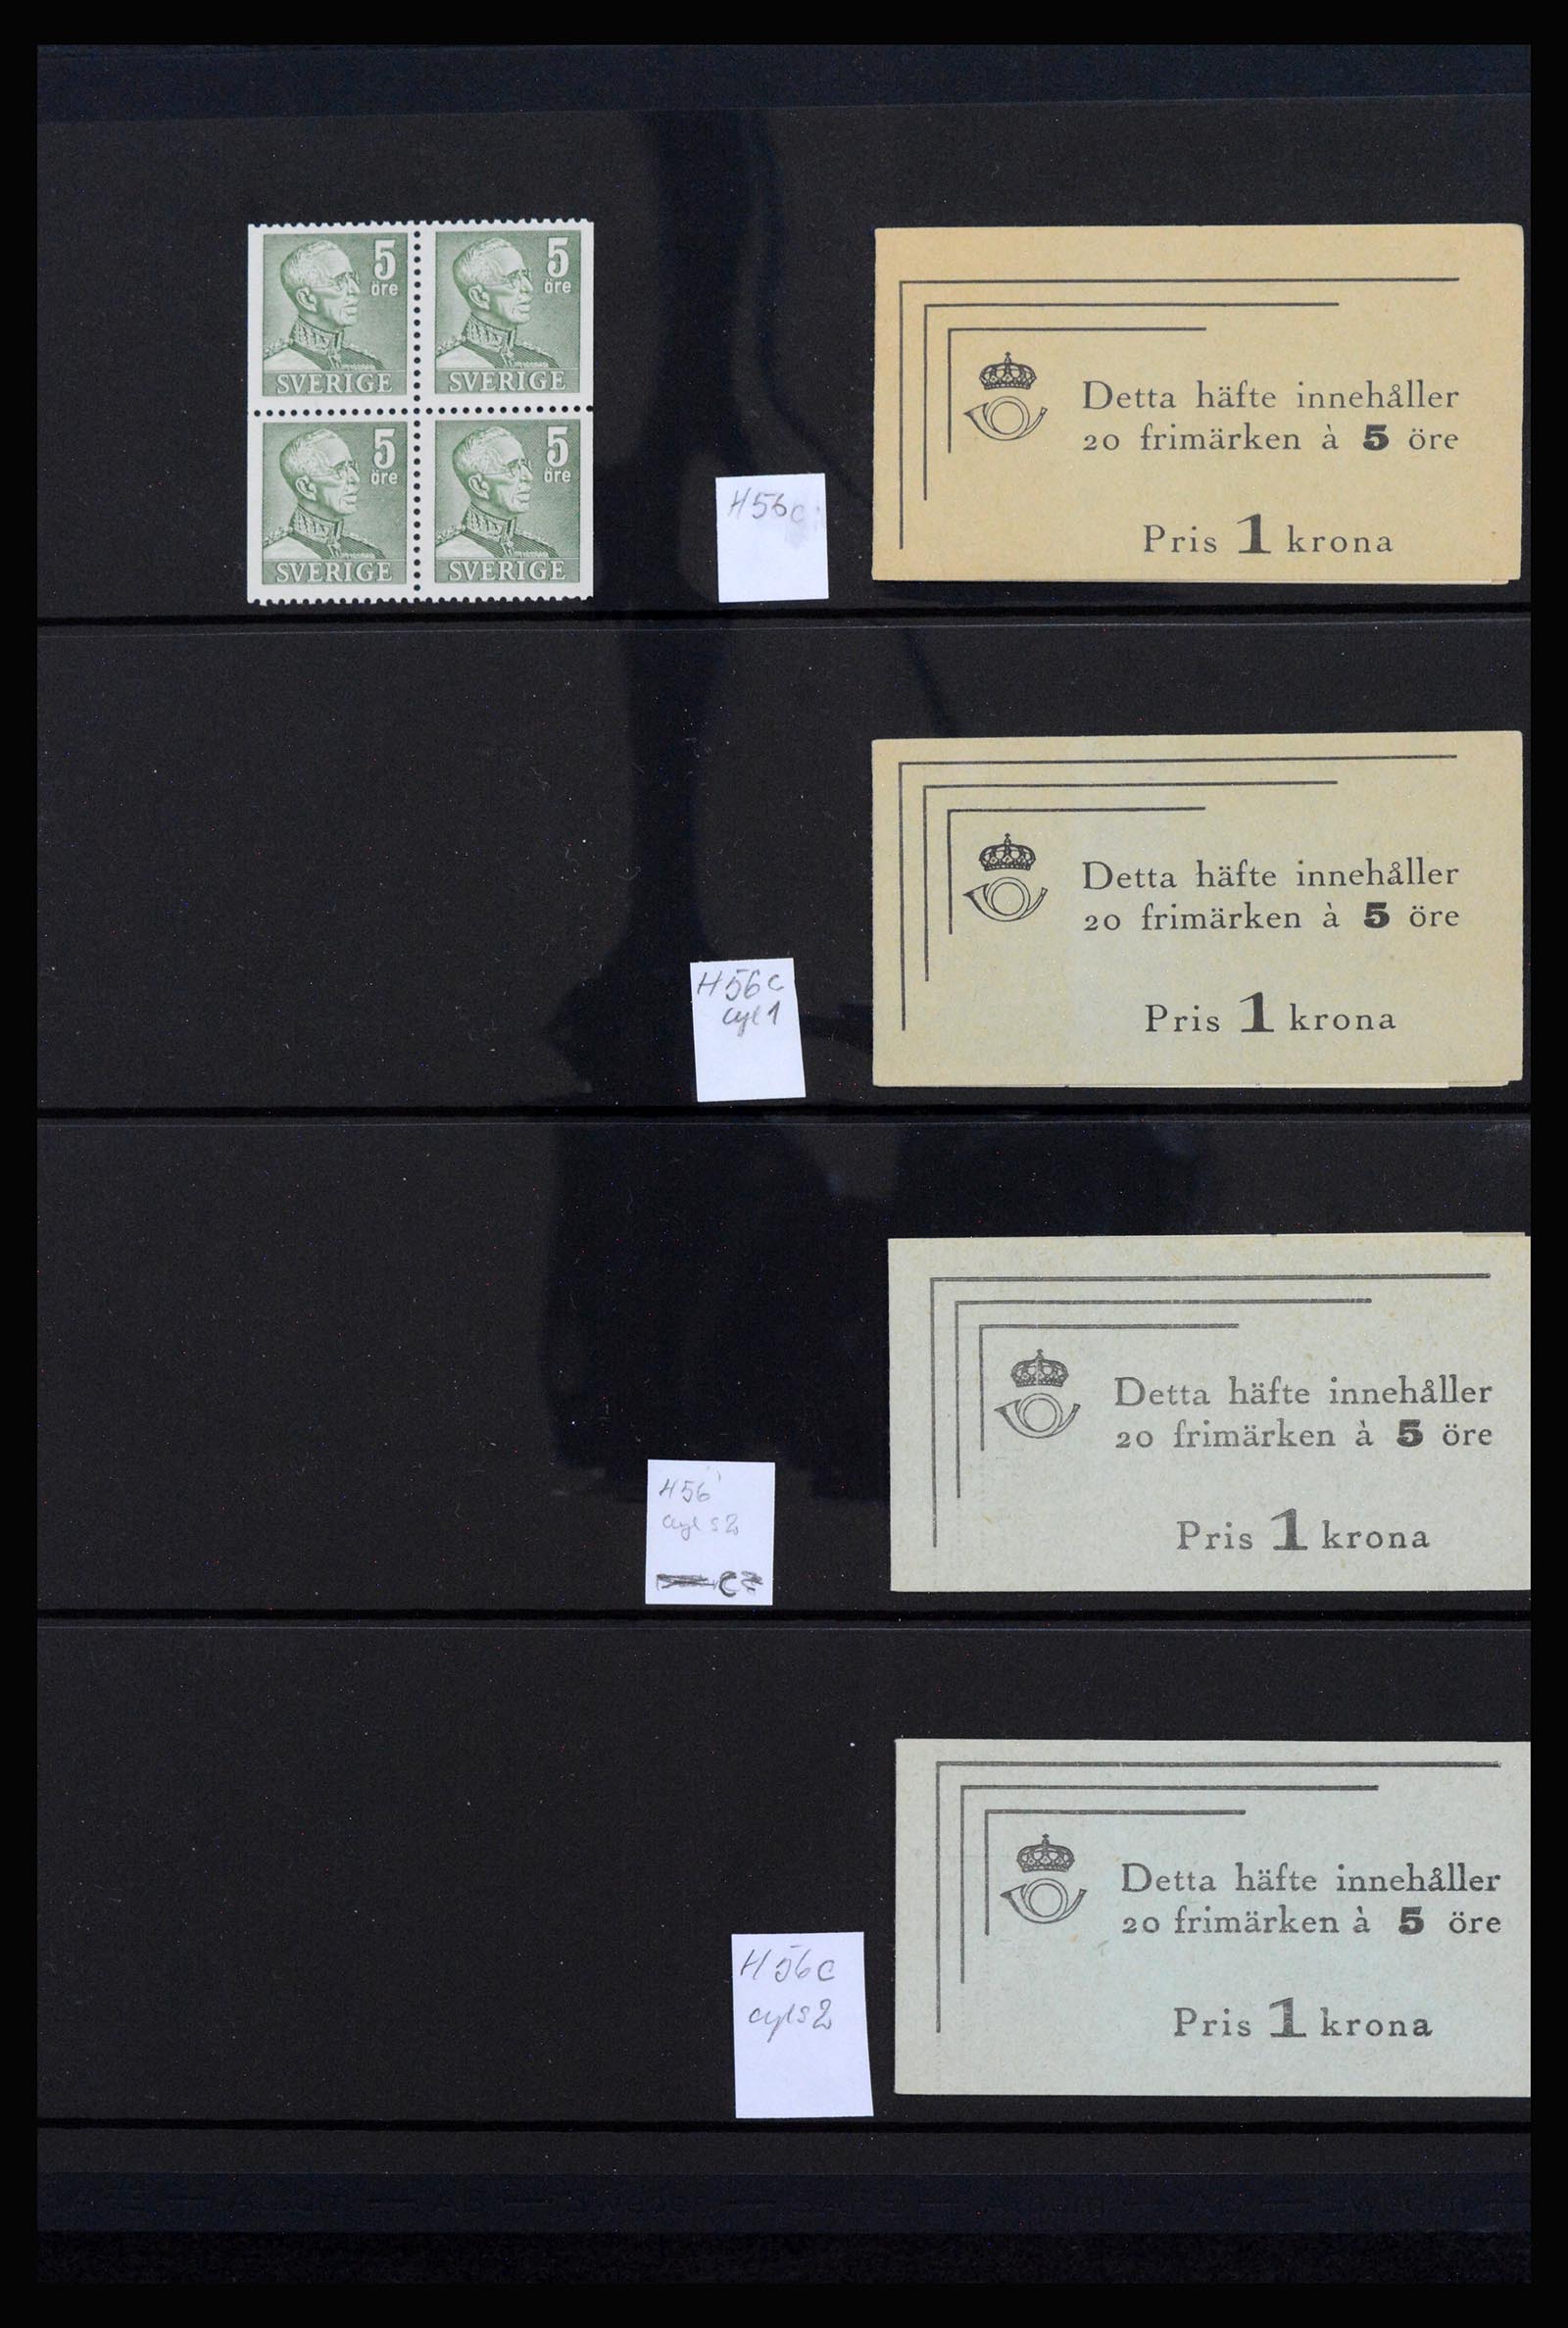 5 5
öre öre
SVERIGE SVERIGE
5 5
öre öre
SVERIGE SVERIGE
H56c
Detta häfte innehåller
20 frimärken à 5 öre
Pris 1 krona
H56c
cyl 1
Detta häfte innehåller
20 frimärken à 5 öre
Pris 1 krona
H56
cyl s2
Detta häfte innehåller
20 frimärken à 5 öre
Pris 1 krona
H56c
cyl s2
Detta häfte innehåller
20 frimärken à 5 öre
Pris 1 krona